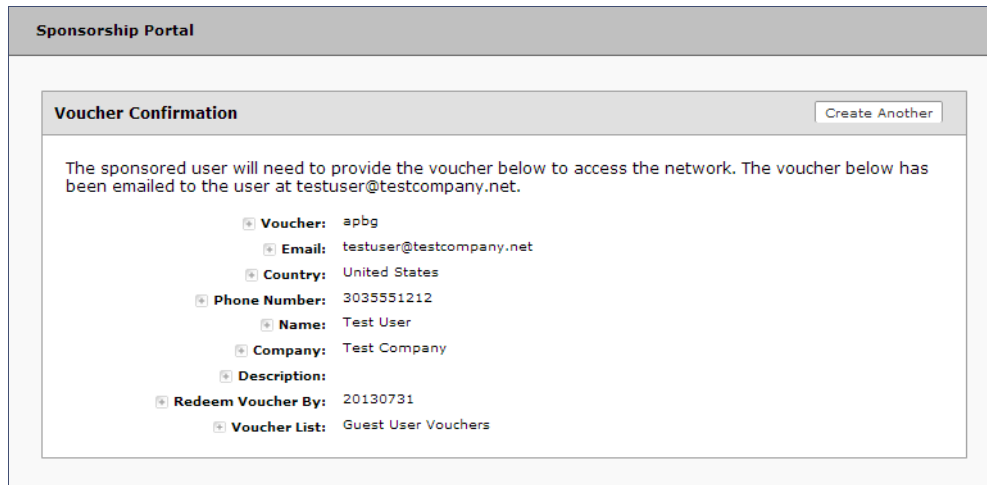 Sponsorship Portal
Voucher Confirmation
Create Another
The sponsored user will need to provide the voucher below to access the network. The voucher below has
been emailed to the user at testuser@testcompany.net.
Voucher: apbg
Email: testuser@testcompany.net
Country: United States
Phone Number: 3035551212
Name: Test User
Company: Test Company
Description:
Redeem Voucher By: 20130731
Voucher List: Guest User Vouchers